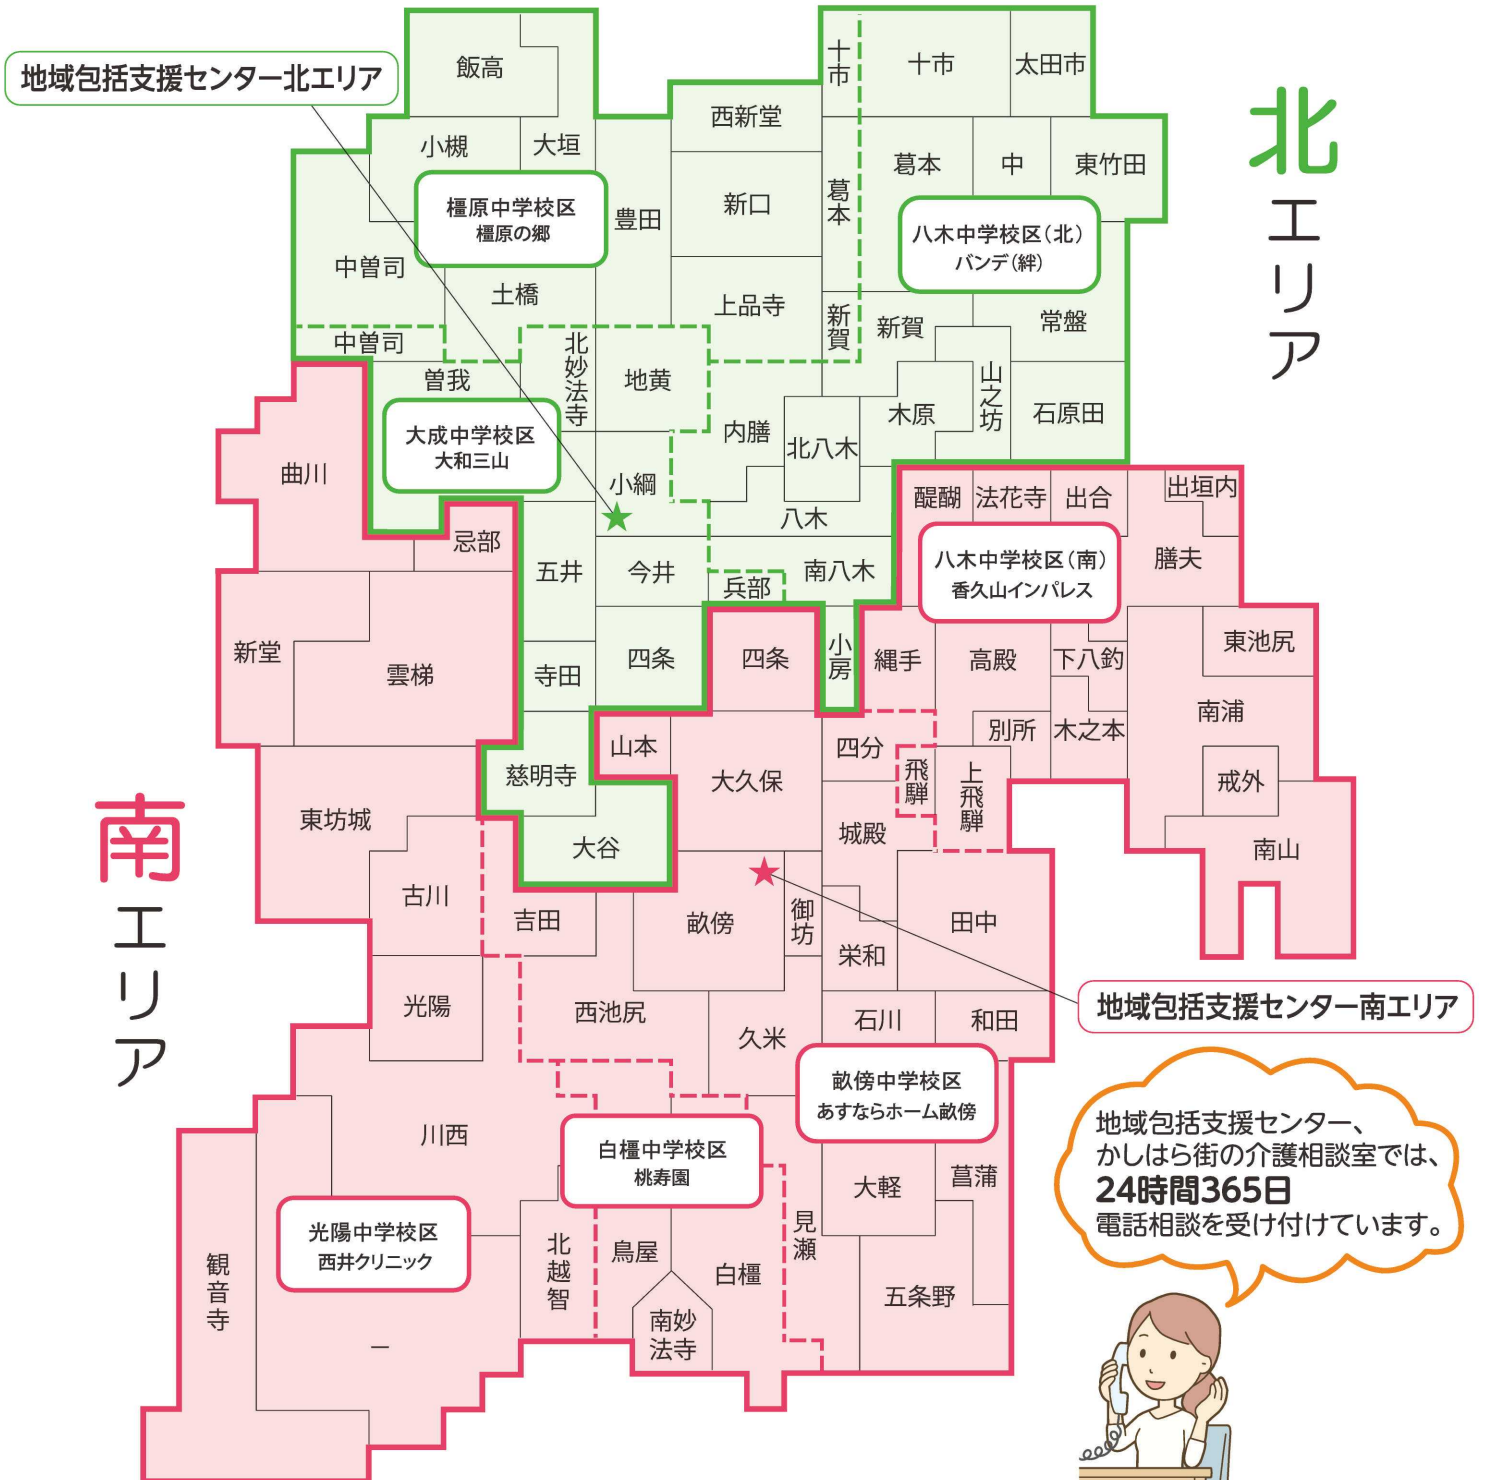 北エリア
地域包括支援センター北エリア
飯高
十市
十市
太田市
西新堂
小槻
大垣
葛本
中
東竹田
橿原中学校区
橿原の郷
豊田
新口
葛本
八木中学校区(北)
バンデ(絆)
中曽司
土橋
上品寺
新賀
新賀
常盤
中曽司
曽我
北妙法寺
地黄
内膳
北八木
木原
山之坊
石原田
大成中学校区
大和三山
小綱
八木
五井
今井
兵部
南八木
寺田
四条
小房
慈明寺
大谷
南エリア
曲川
忌部
醍醐
法花寺
出合
出垣内
八木中学校区(南)
香久山インパレス
膳夫
新堂
雲梯
四条
縄手
高殿
下八釣
東池尻
山本
大久保
四分
別所
木之本
南浦
飛騨
上飛騨
戒外
東坊城
城殿
南山
古川
吉田
畝傍
御坊
栄和
田中
地域包括支援センター南エリア
光陽
西池尻
久米
石川
和田
畝傍中学校区
あすならホーム畝傍
川西
白橿中学校区
桃寿園
大軽
菖蒲
光陽中学校区
西井クリニック
観音寺
北越智
鳥屋
白橿
見瀬
五条野
南妙
法寺
一
地域包括支援センター、
かしはら街の介護相談室では、
24時間365日
電話相談を受け付けています。